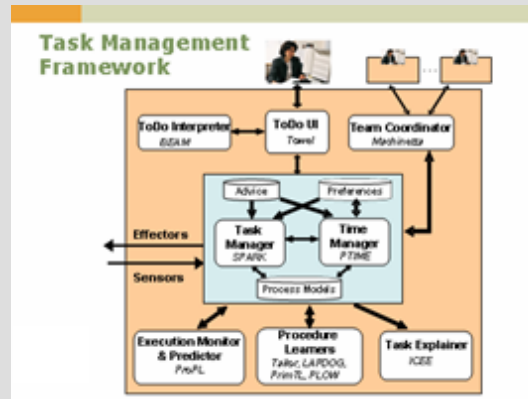 Task Management
Framework
ToDo Interpreter
BEAM
ToDo UI
Towel
Team Coordinator
Machinetta
Advice
Preferences
Task
Manager
SPARK
Time
Manager
PTIME
Effectors
Sensors
Process Models
Execution Monitor
& Predictor
ProPL
Procedure
Learners
Tailor, LAPDOG,
PrimTL, PLOW
Task Explainer
ICEE